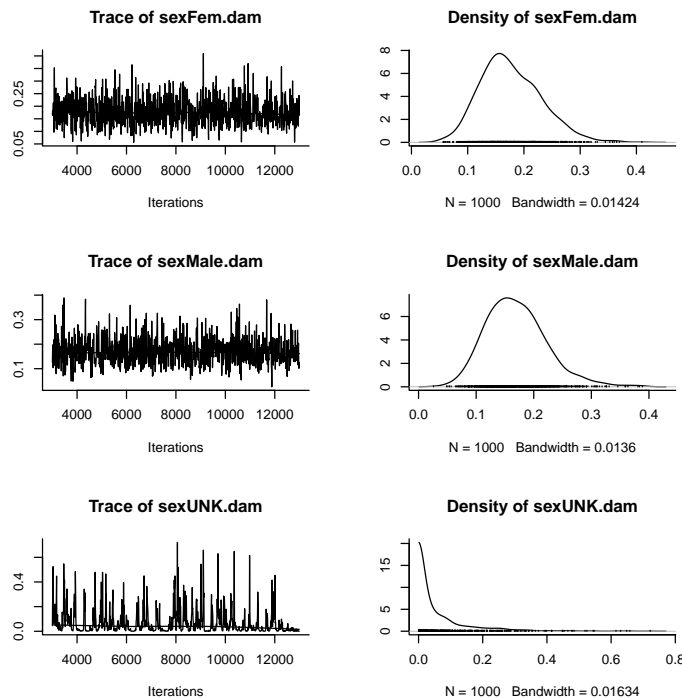 Trace of sexFem.dam
0.05 0.25
4000 6000 8000 10000 12000
Iterations
Density of sexFem.dam
0 2 4 6 8
0.0 0.1 0.2 0.3 0.4
N = 1000 Bandwidth = 0.01424
Trace of sexMale.dam
0.1 0.3
4000 6000 8000 10000 12000
Iterations
Density of sexMale.dam
0 2 4 6
0.0 0.1 0.2 0.3 0.4
N = 1000 Bandwidth = 0.0136
Trace of sexUNK.dam
0.0 0.4
4000 6000 8000 10000 12000
Iterations
Density of sexUNK.dam
0 5 15
0.0 0.2 0.4 0.6 0.8
N = 1000 Bandwidth = 0.01634